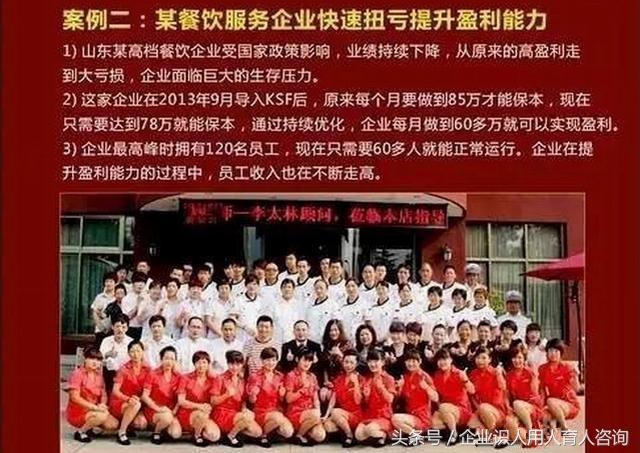 案例二：某餐饮服务企业快速扭亏提升盈利能力
1) 山东某高档餐饮企业受国家政策影响，业绩持续下降，从原来的高盈利走
到大亏损，企业面临巨大的生存压力。
2) 这家企业在2013年9月导入KSF后，原来每个月要做到85万才能保本，现在
只需要达到78万就能保本，通过持续优化，企业每月做到60多万就可以实现盈利。
3) 企业最高峰时拥有120名员工，现在只需要60多人就能正常运行。企业在提
升盈利能力的过程中，员工收入也在不断走高。
师一李太林顾问，莅临本店指导
头条号／企业识人用人育人咨询